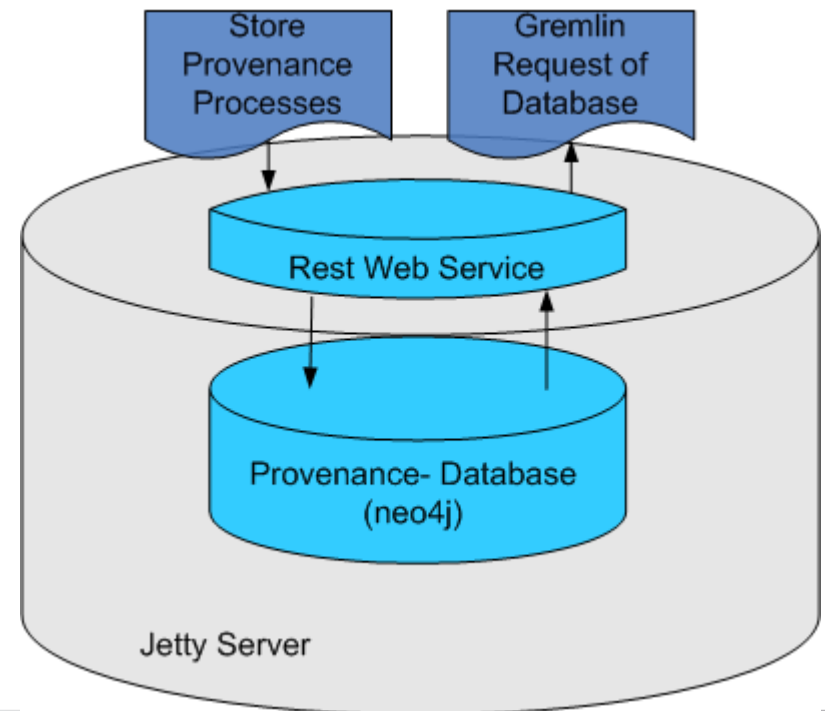 Store
Provenance
Processes
Gremlin
Request of
Database
Rest Web Service
Provenance- Database
(neo4j)
Jetty Server